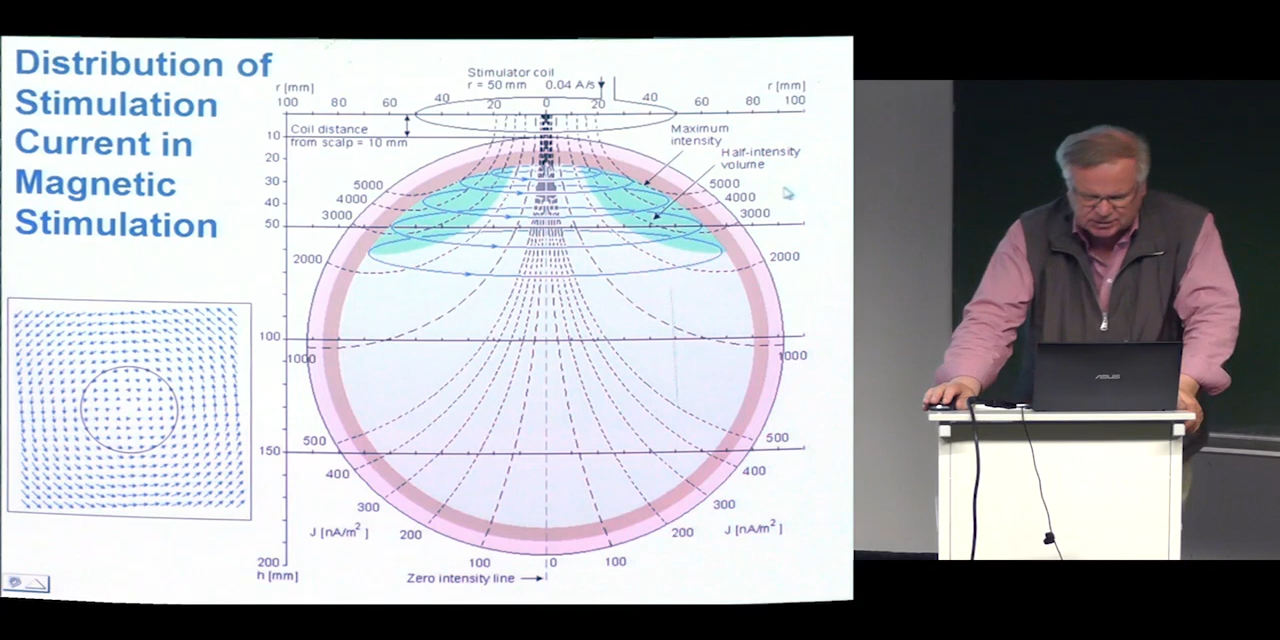 Distribution of
Stimulation
Current in
Magnetic
Stimulation
Stimulator coil
r = 50 mm 0.04 A/s
r [mm]
r [mm]
100 80 60 40 20 0 20 40 60 80 100
Coil distance
from scalp = 10 mm
Maximum
intensity
Half-intensity
volume
10
20
30
40
50
100
150
200
h [mm]
5000
4000
3000
2000
1000
500
400
300
200
100
0
100
200
300
400
500
1000
2000
3000
4000
5000
J [nA/m²]
J [nA/m²]
Zero intensity line
ASUS